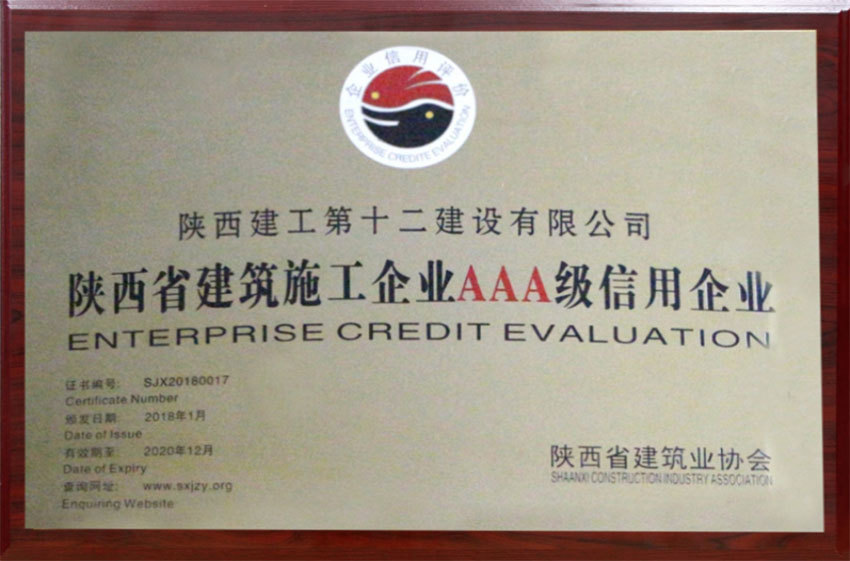 企业信用评价
ENTERPRISE CREDITE EVALUATION
陕西建工第十二建设有限公司
陕西省建筑施工企业AAA级信用企业
ENTERPRISE CREDIT EVALUATION
证书编号: SJX20180017
Certificate Number
颁发日期: 2018年1月
Date of Issue
有效期至: 2020年12月
Date of Expiry
查询网址: www.sxjzy.org
Enquiring Website
陕西省建筑业协会
SHAANXI CONSTRUCTION INDUSTRY ASSOCIATION